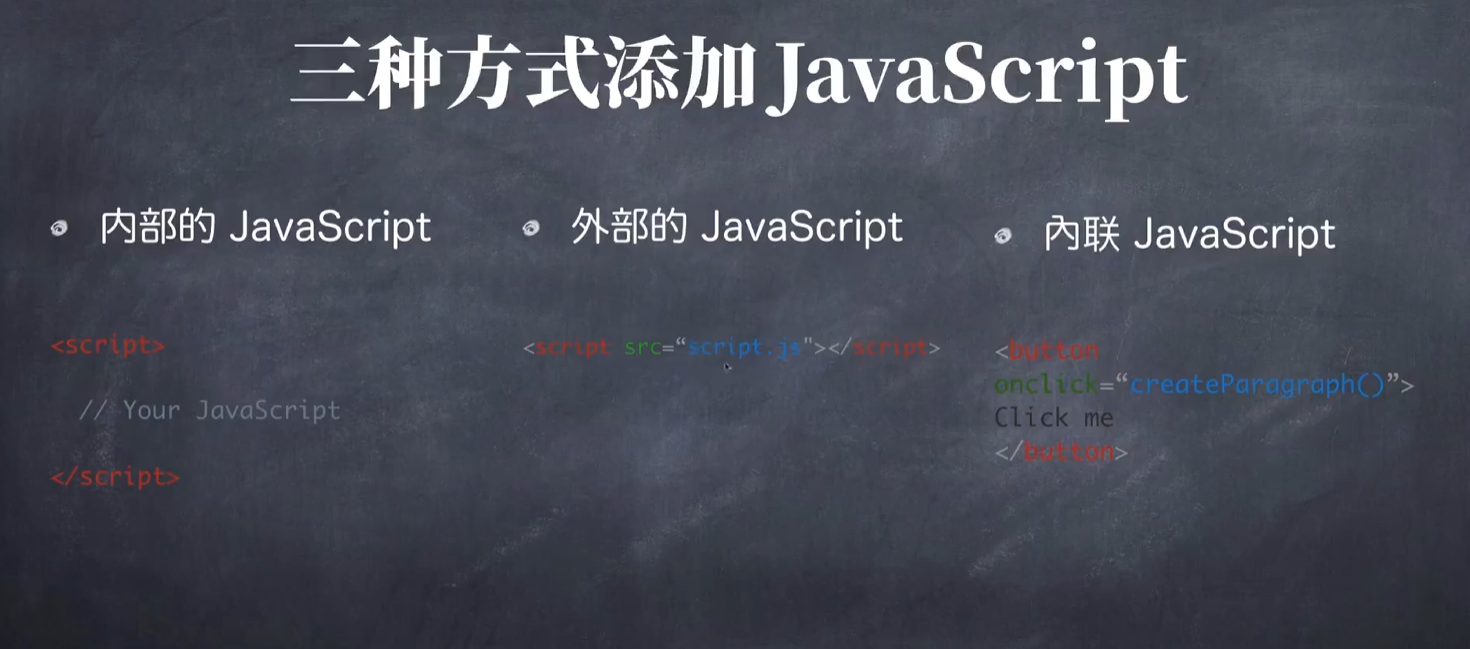 三种方式添加JavaScript
内部的 JavaScript
<script>
// Your JavaScript
</script>
外部的 JavaScript
<script src=“script.js"></script>
內联 JavaScript
<button
onclick=“createParagraph()”>
Click me
</button>